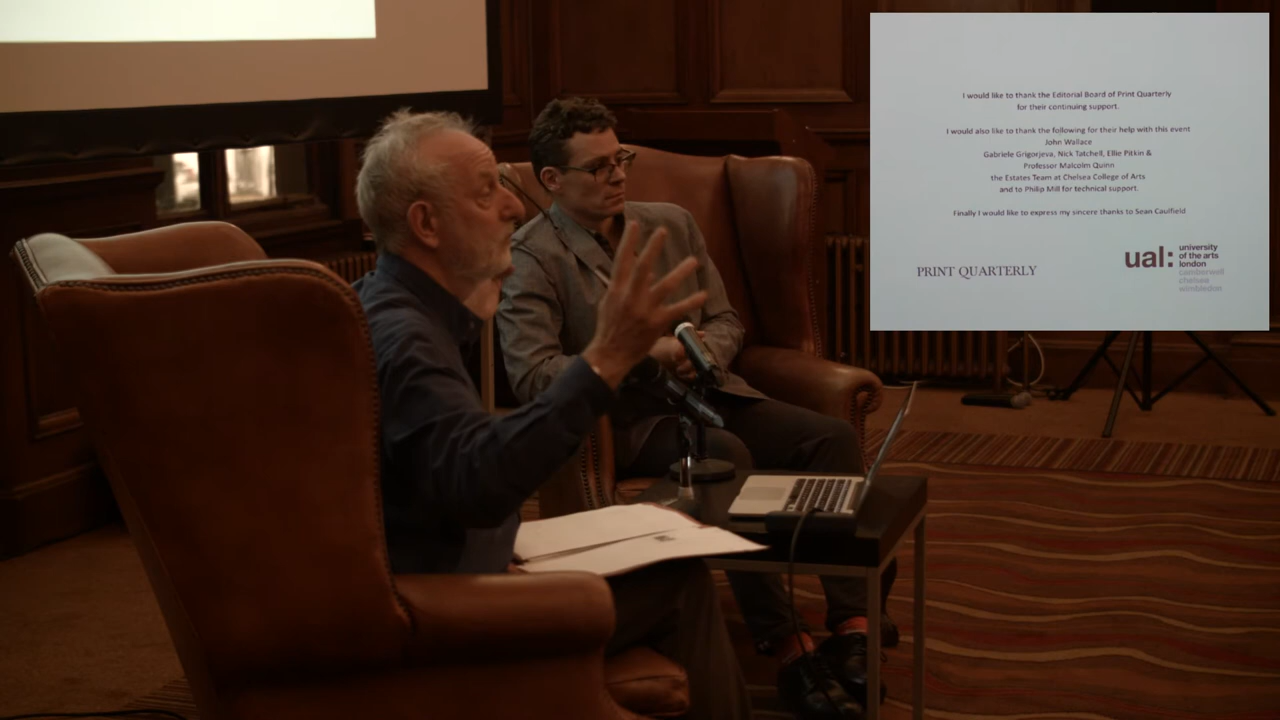 I would like to thank the Editorial Board of Print Quarterly
for their continuing support.
I would also like to thank the following for their help with this event
John Wallace
Gabriele Grigorjeva, Nick Tatchell, Ellie Pitkin &
Professor Malcolm Quinn
the Estates Team at Chelsea College of Arts
and to Philip Mill for technical support.
Finally I would like to express my sincere thanks to Sean Caulfield
PRINT QUARTERLY
ual:
university
of the arts
london
camberwell
chelsea
wimbledon